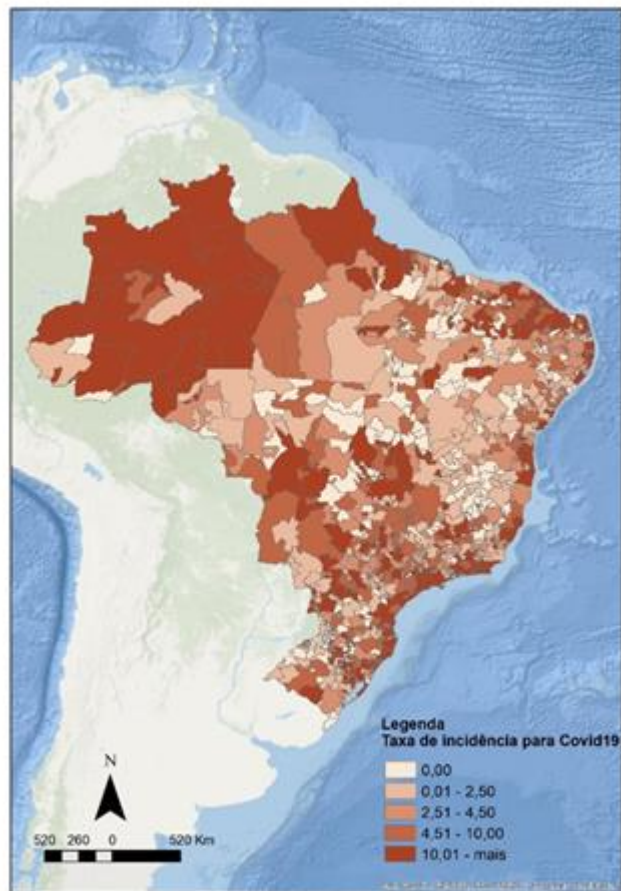 Legenda
Taxa de incidência para Covid19
0,00
0,01 - 2,50
2,51 - 4,50
4,51 - 10,00
10,01 - mais
N
520 260 0 520 Km